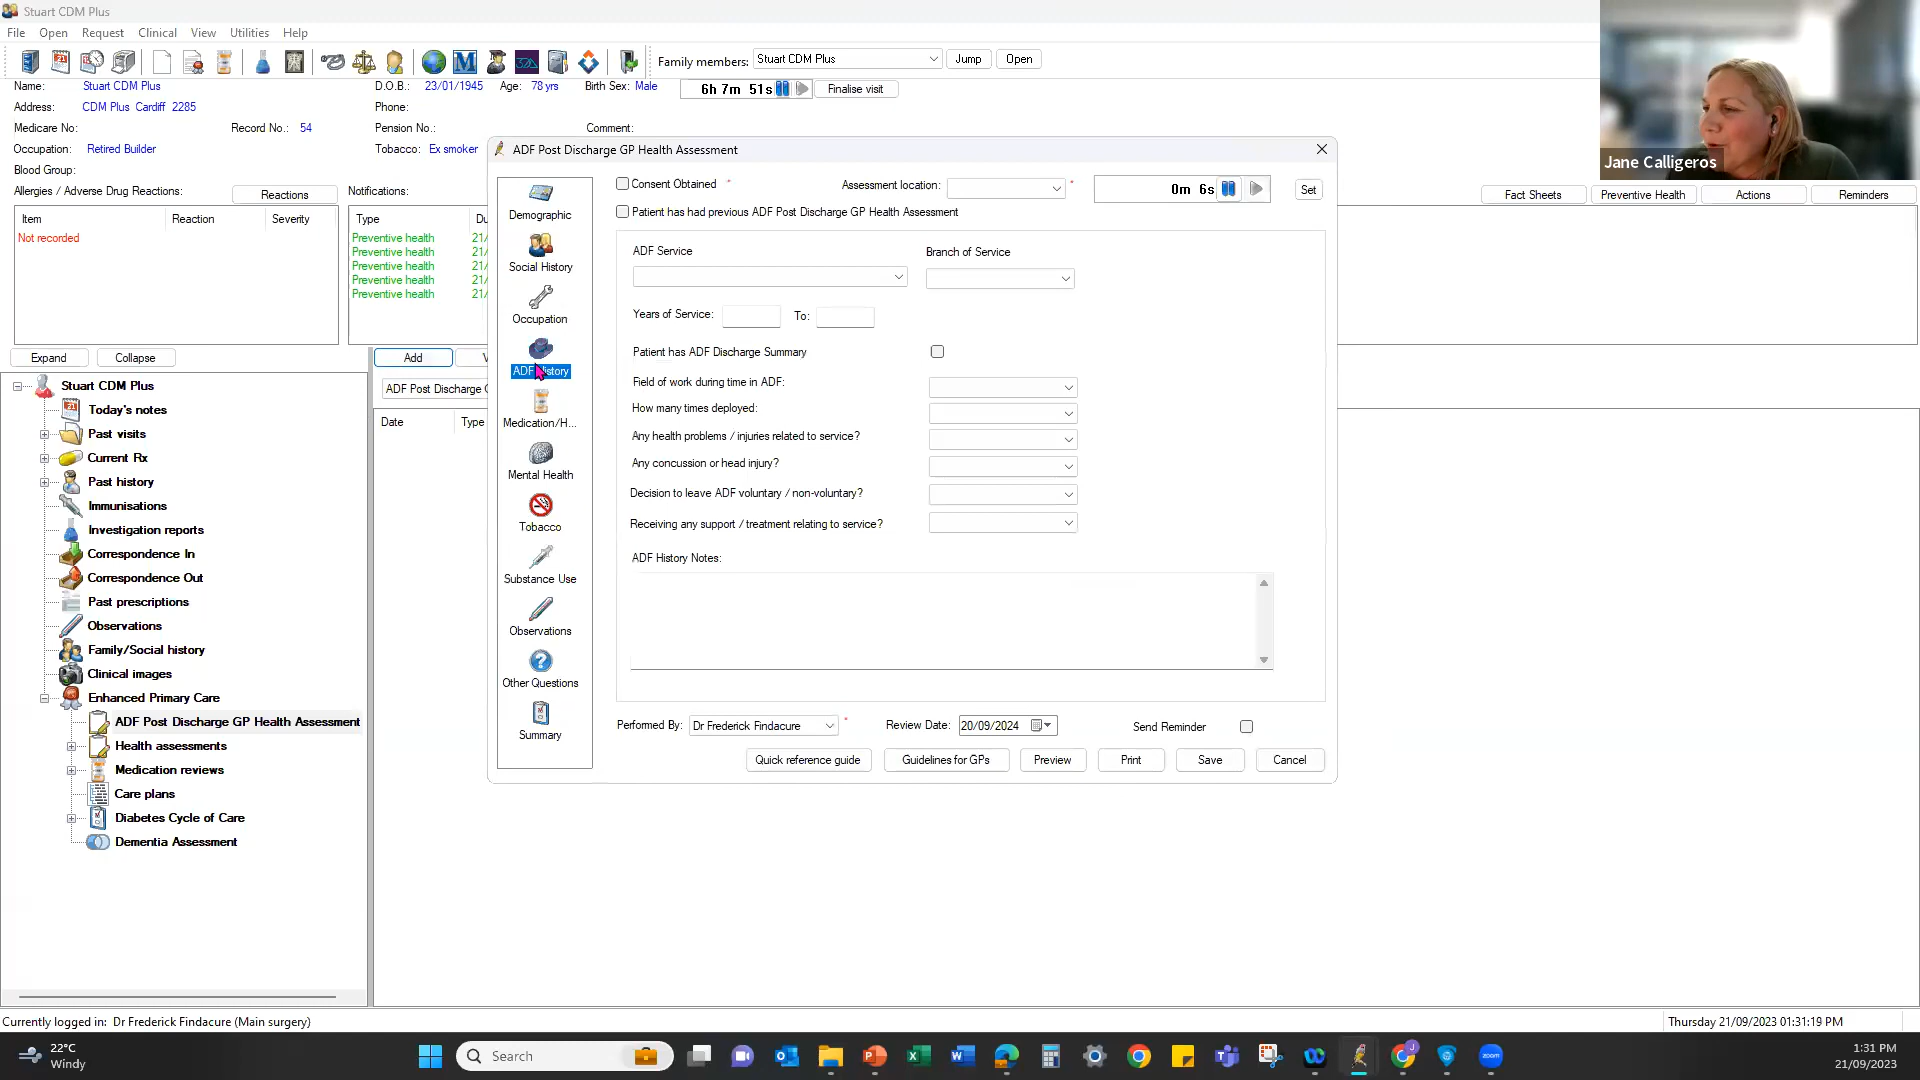 Stuart CDM Plus
File Open Request Clinical View Utilities Help
Family members: Stuart CDM Plus Jump Open
Name: Stuart CDM Plus D.O.B.: 23/01/1945 Age: 78 yrs Birth Sex: Male 6h 7m 51s Finalise visit
Address: CDM Plus Cardiff 2285 Phone:
Medicare No: Record No.: 54 Pension No.: Comment:
Occupation: Retired Builder Tobacco: Ex smoker
Blood Group:
Allergies / Adverse Drug Reactions: Reactions Notifications:
Fact Sheets Preventive Health Actions Reminders
Item Reaction Severity
Not recorded
Type Du
Preventive health 21/
Preventive health 21/
Preventive health 21/
Preventive health 21/
Preventive health 21/
Expand Collapse Add V
Stuart CDM Plus
Today's notes
Past visits
Current Rx
Past history
Immunisations
Investigation reports
Correspondence In
Correspondence Out
Past prescriptions
Observations
Family/Social history
Clinical images
Enhanced Primary Care
ADF Post Discharge GP Health Assessment
Health assessments
Medication reviews
Care plans
Diabetes Cycle of Care
Dementia Assessment
ADF Post Discharge G
Date Type
ADF Post Discharge GP Health Assessment
Demographic
Social History
Occupation
ADF History
Medication/H...
Mental Health
Tobacco
Substance Use
Observations
Other Questions
Summary
Consent Obtained * Assessment location: * 0m 6s Set
Patient has had previous ADF Post Discharge GP Health Assessment
ADF Service Branch of Service
Years of Service: To:
Patient has ADF Discharge Summary
Field of work during time in ADF:
How many times deployed:
Any health problems / injuries related to service?
Any concussion or head injury?
Decision to leave ADF voluntary / non-voluntary?
Receiving any support / treatment relating to service?
ADF History Notes:
Performed By: Dr Frederick Findacure * Review Date: 20/09/2024 Send Reminder
Quick reference guide Guidelines for GPs Preview Print Save Cancel
Jane Calligeros
Currently logged in: Dr Frederick Findacure (Main surgery) Thursday 21/09/2023 01:31:19 PM
22°C
Windy
Search
zoom
1:31 PM
21/09/2023